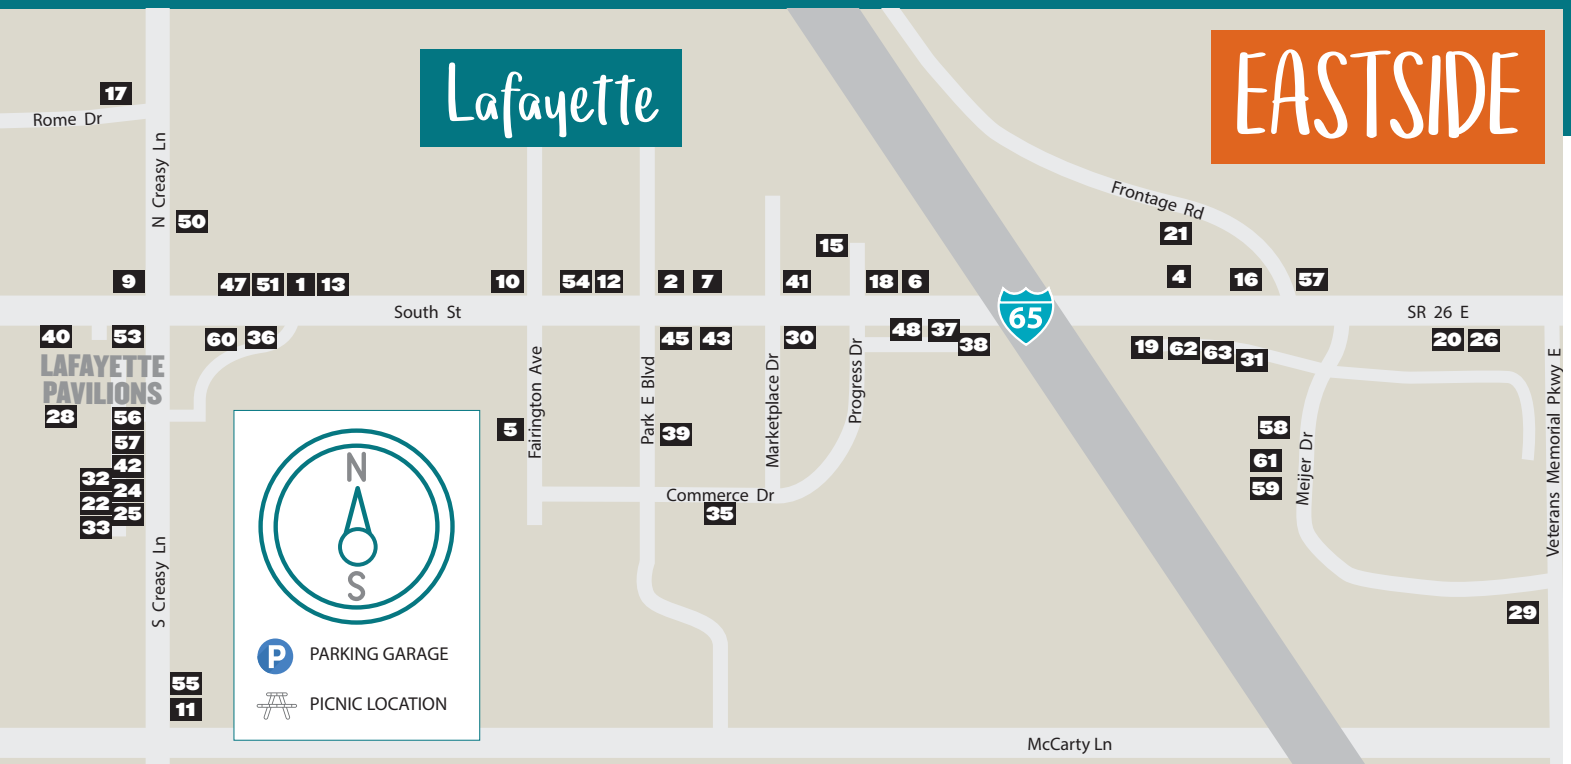 Lafayette
EASTSIDE
17
Rome Dr
N Creasy Ln
50
Frontage Rd
21
15
9
47 51 1 13
10
54 12
2 7
41
18 6
4
16
57
South St
65
SR 26 E
40
53
60 36
45 43
30
48 37
38
19 62 63 31
20 26
LAFAYETTE
PAVILIONS
28
56
57
42
32
24
22
25
33
5
Fairington Ave
Park E Blvd
39
Marketplace Dr
Progress Dr
Commerce Dr
35
58
61
59
Meijer Dr
Veterans Memorial Pkwy E
29
S Creasy Ln
N
S
P PARKING GARAGE
PICNIC LOCATION
55
11
McCarty Ln